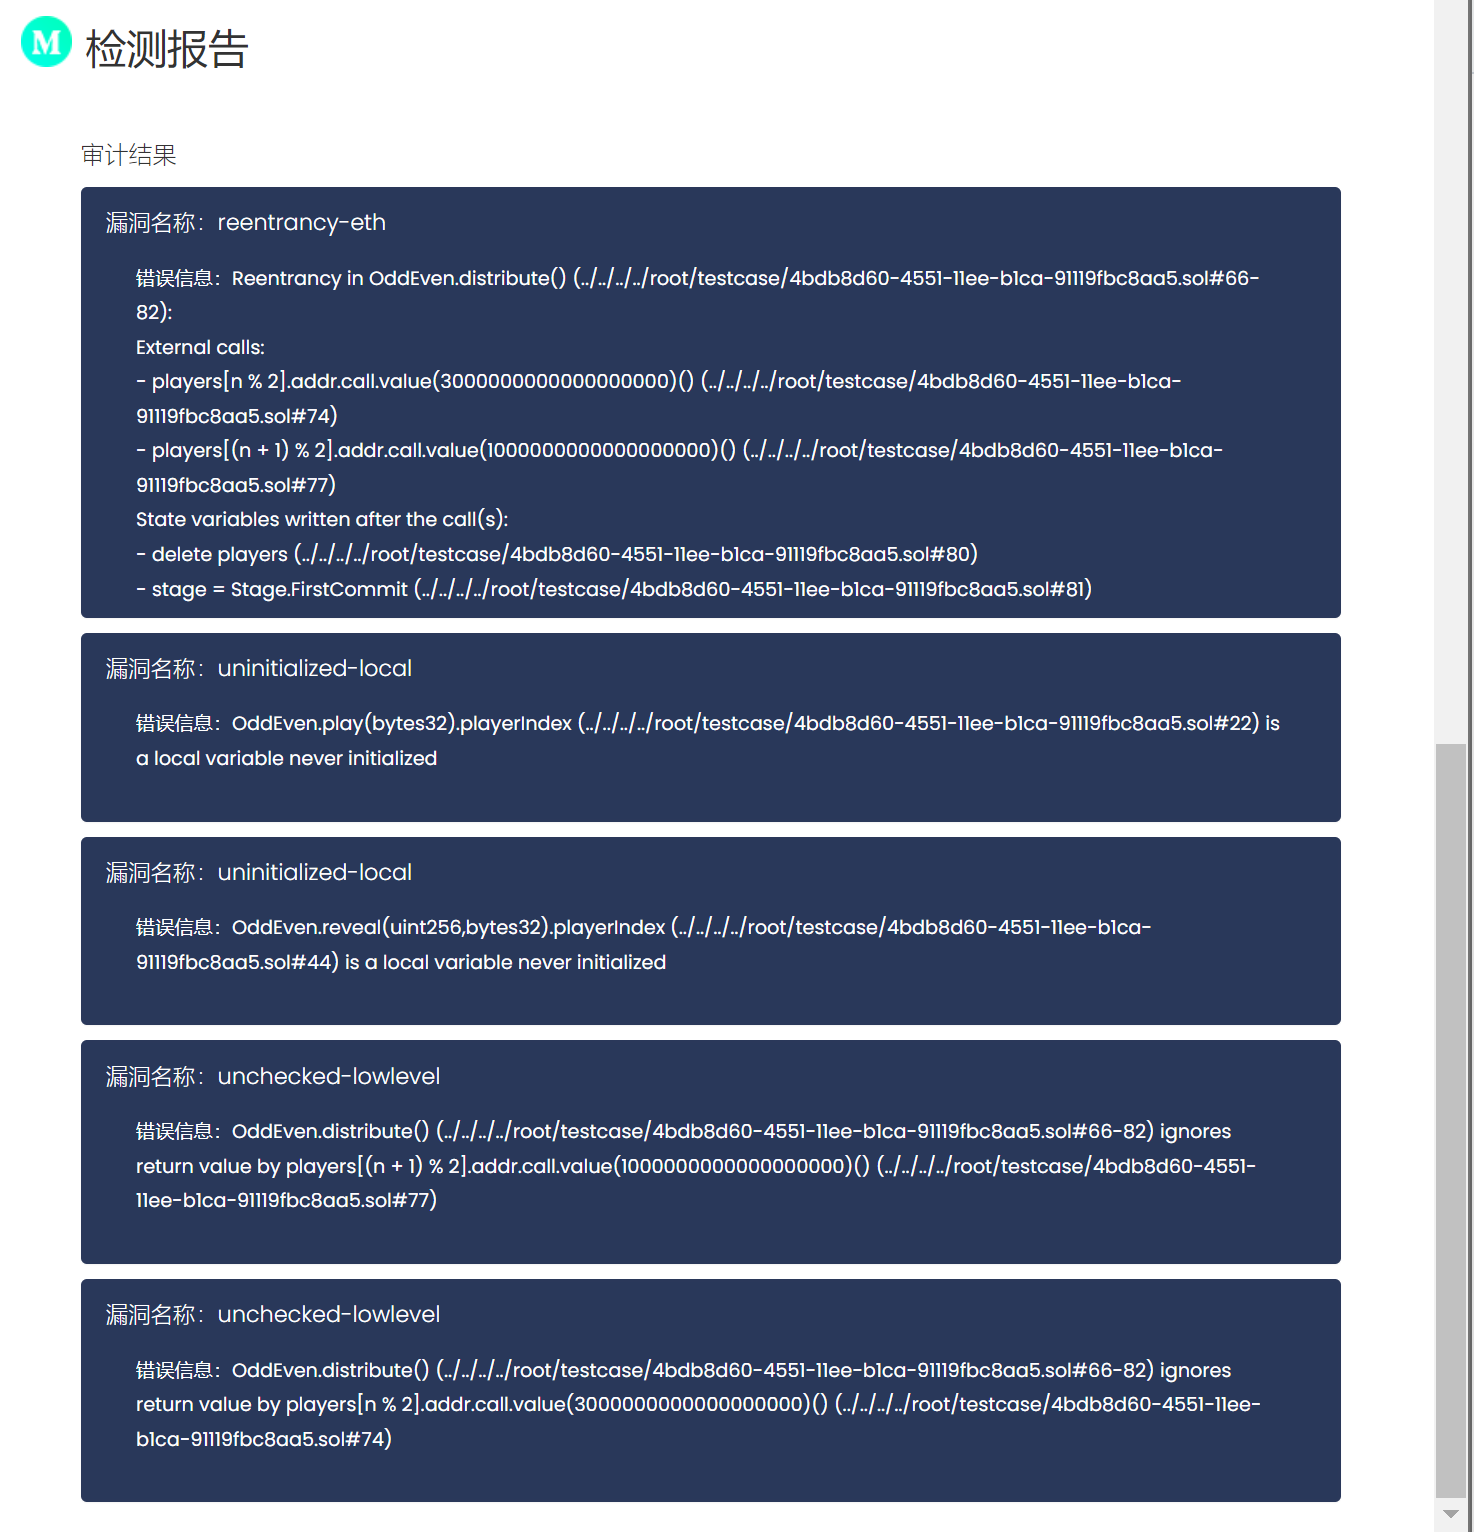 M 检测报告
审计结果
漏洞名称：reentrancy-eth
错误信息：Reentrancy in OddEven.distribute() (../../../../root/testcase/4bdb8d60-4551-11ee-b1ca-91119fbc8aa5.sol#66-
82):
External calls:
- players[n % 2].addr.call.value(3000000000000000000)() (../../../../root/testcase/4bdb8d60-4551-11ee-b1ca-
91119fbc8aa5.sol#74)
- players[(n + 1) % 2].addr.call.value(1000000000000000000)() (../../../../root/testcase/4bdb8d60-4551-11ee-b1ca-
91119fbc8aa5.sol#77)
State variables written after the call(s):
- delete players (../../../../root/testcase/4bdb8d60-4551-11ee-b1ca-91119fbc8aa5.sol#80)
- stage = Stage.FirstCommit (../../../../root/testcase/4bdb8d60-4551-11ee-b1ca-91119fbc8aa5.sol#81)
漏洞名称：uninitialized-local
错误信息：OddEven.play(bytes32).playerIndex (../../../../root/testcase/4bdb8d60-4551-11ee-b1ca-91119fbc8aa5.sol#22) is
a local variable never initialized
漏洞名称：uninitialized-local
错误信息：OddEven.reveal(uint256,bytes32).playerIndex (../../../../root/testcase/4bdb8d60-4551-11ee-b1ca-
91119fbc8aa5.sol#44) is a local variable never initialized
漏洞名称：unchecked-lowlevel
错误信息：OddEven.distribute() (../../../../root/testcase/4bdb8d60-4551-11ee-b1ca-91119fbc8aa5.sol#66-82) ignores
return value by players[(n + 1) % 2].addr.call.value(1000000000000000000)() (../../../../root/testcase/4bdb8d60-4551-
11ee-b1ca-91119fbc8aa5.sol#77)
漏洞名称：unchecked-lowlevel
错误信息：OddEven.distribute() (../../../../root/testcase/4bdb8d60-4551-11ee-b1ca-91119fbc8aa5.sol#66-82) ignores
return value by players[n % 2].addr.call.value(3000000000000000000)() (../../../../root/testcase/4bdb8d60-4551-11ee-
b1ca-91119fbc8aa5.sol#74)